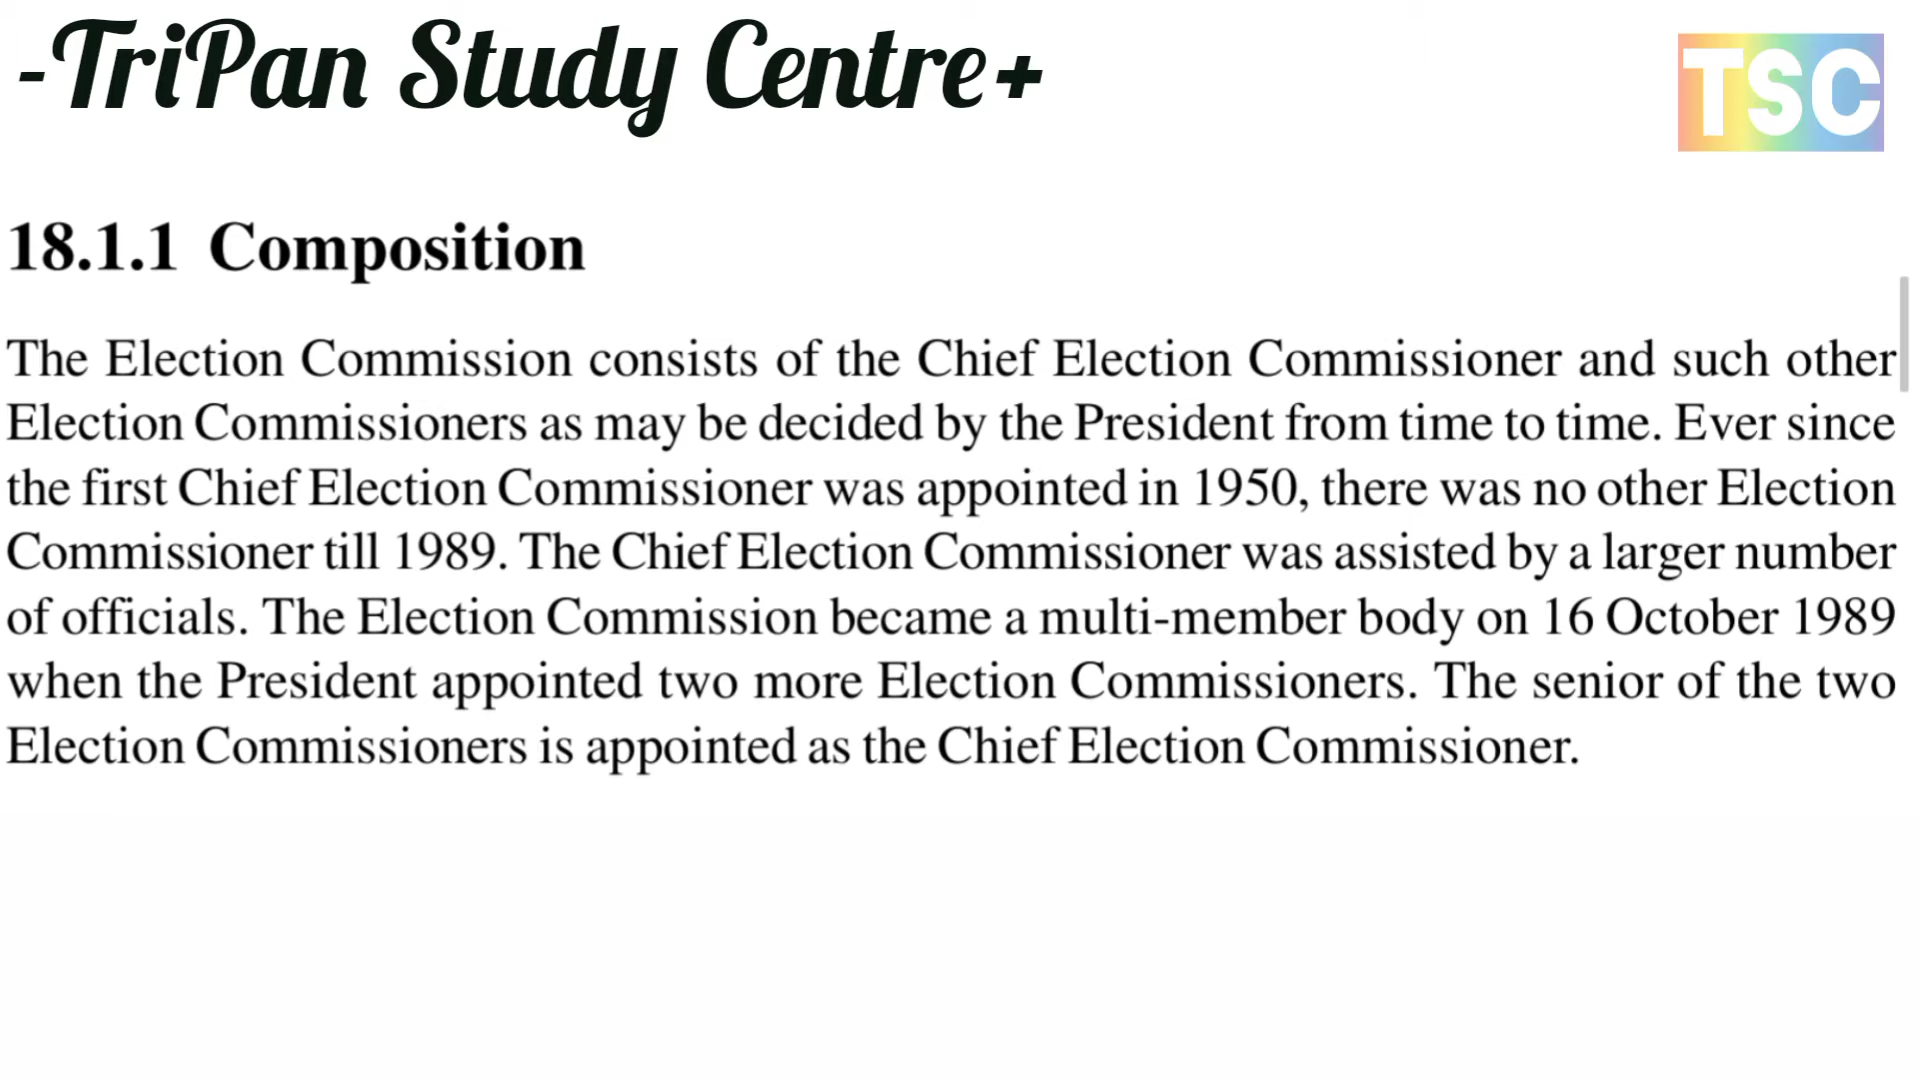 -TriPan Study Centre+
TSC
18.1.1 Composition
The Election Commission consists of the Chief Election Commissioner and such other
Election Commissioners as may be decided by the President from time to time. Ever since
the first Chief Election Commissioner was appointed in 1950, there was no other Election
Commissioner till 1989. The Chief Election Commissioner was assisted by a larger number
of officials. The Election Commission became a multi-member body on 16 October 1989
when the President appointed two more Election Commissioners. The senior of the two
Election Commissioners is appointed as the Chief Election Commissioner.